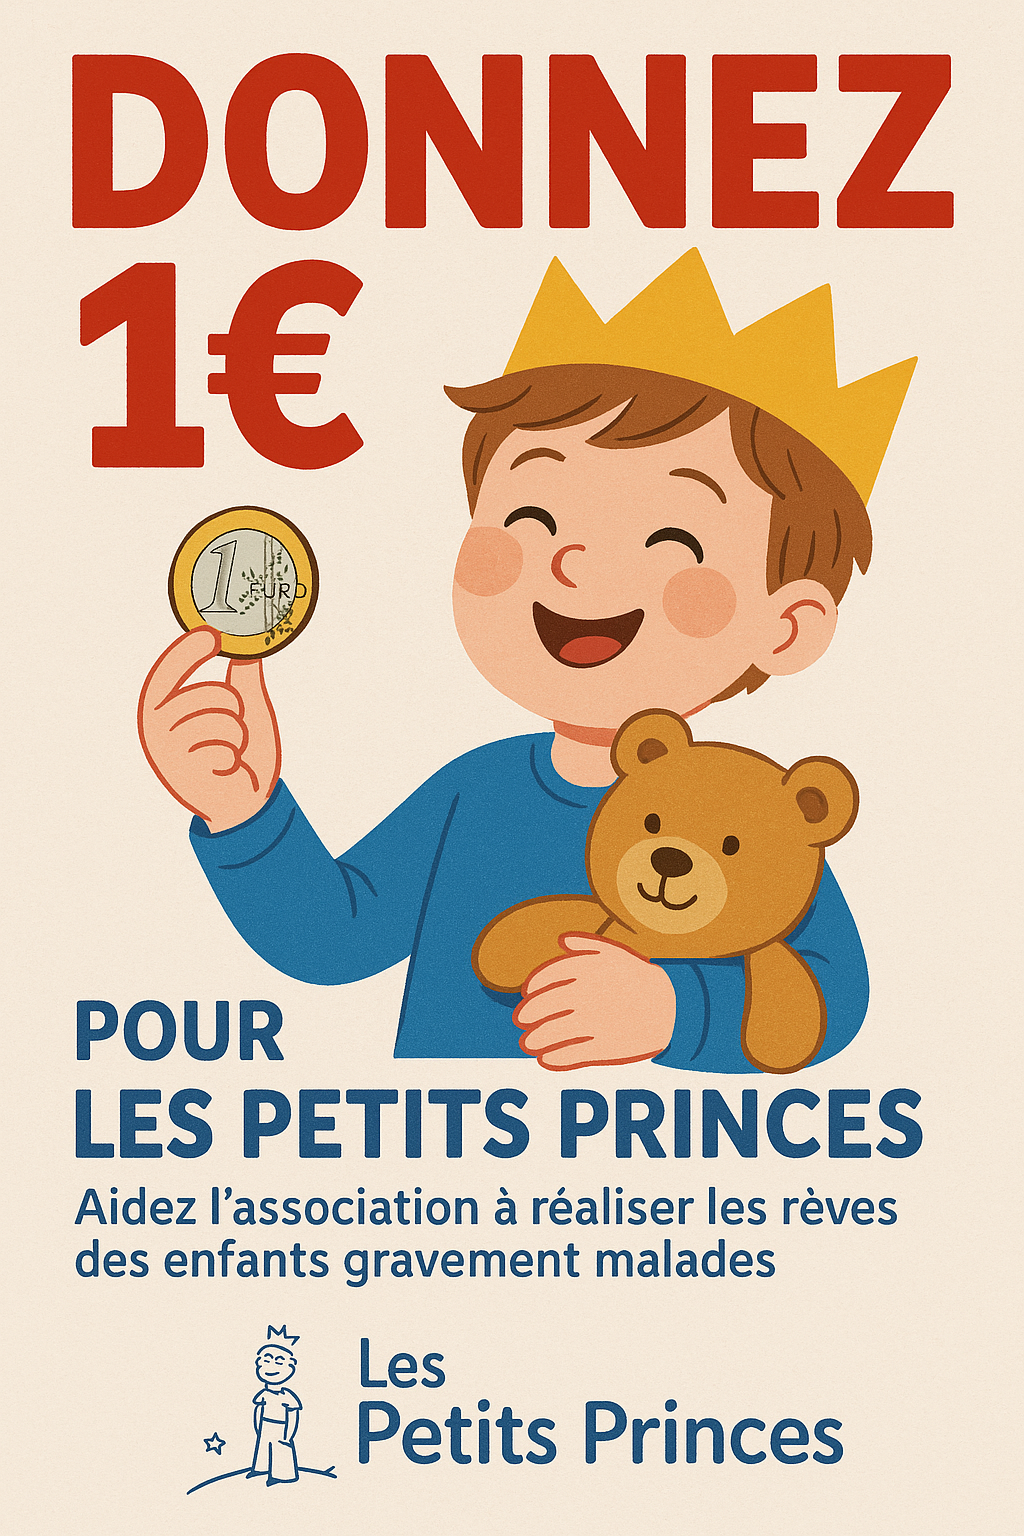 DONNEZ
1€
1 EURO
POUR
LES PETITS PRINCES
Aidez l'association à réaliser les rèves
des enfants gravement malades
Les
Petits Princes